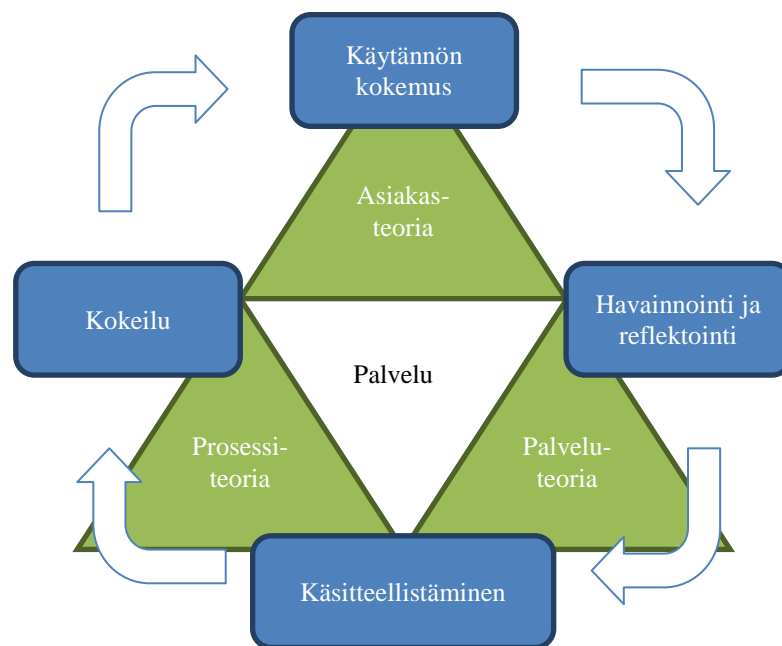 Käytännön
kokemus
Asiakas-
teoria
Kokeilu
Havainnointi ja
reflektointi
Palvelu
Prosessi-
teoria
Palvelu-
teoria
Käsitteellistäminen